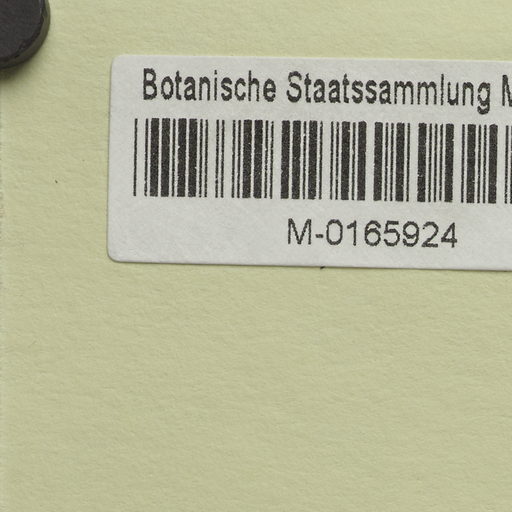 Botanische Staatssammlung M
M-0165924